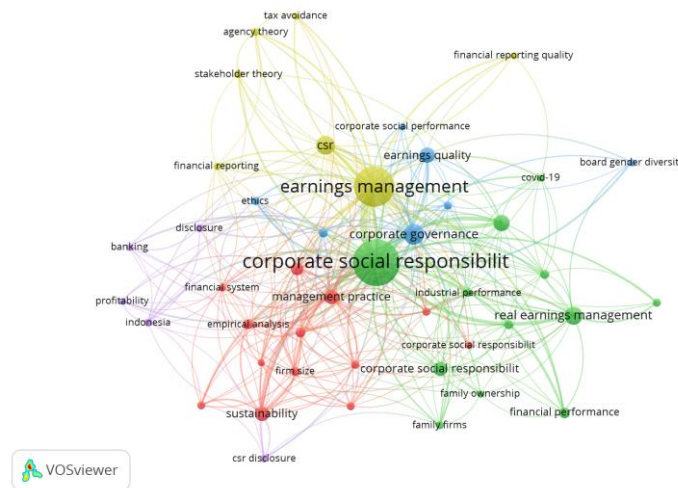 tax avoidance
agency theory
financial reporting quality
stakeholder theory
corporate social performance
csr
earnings quality
board gender diversit
financial reporting
covid-19
earnings management
ethics
disclosure
corporate governance
banking
corporate social responsibilit
financial system
management practice
industrial performance
profitability
real earnings management
indonesia
empirical analysis
corporate social responsibilit
firm size
corporate social responsibilit
family ownership
sustainability
financial performance
family firms
csr disclosure
VOSviewer